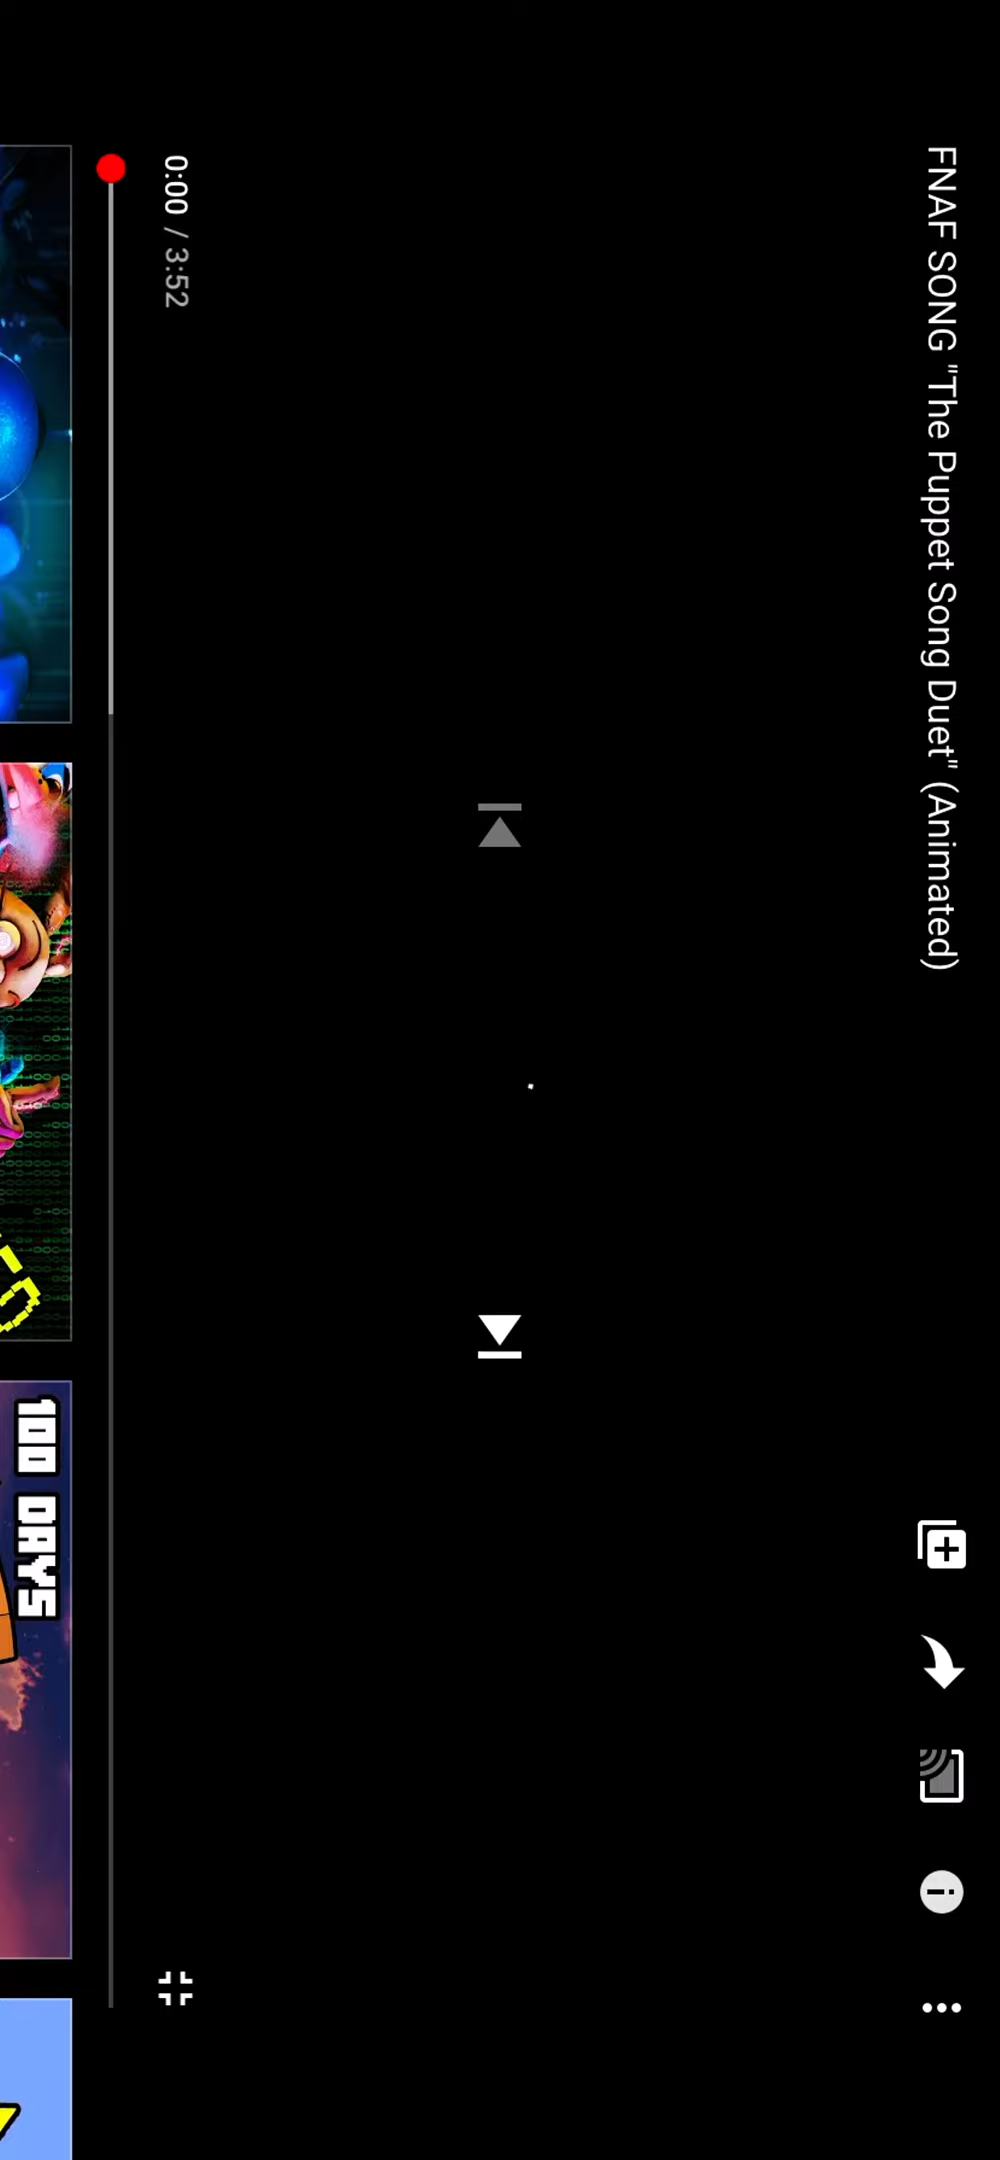 FNAF SONG "The Puppet Song Duet" (Animated)
0:00 / 3:52
100 DAYS